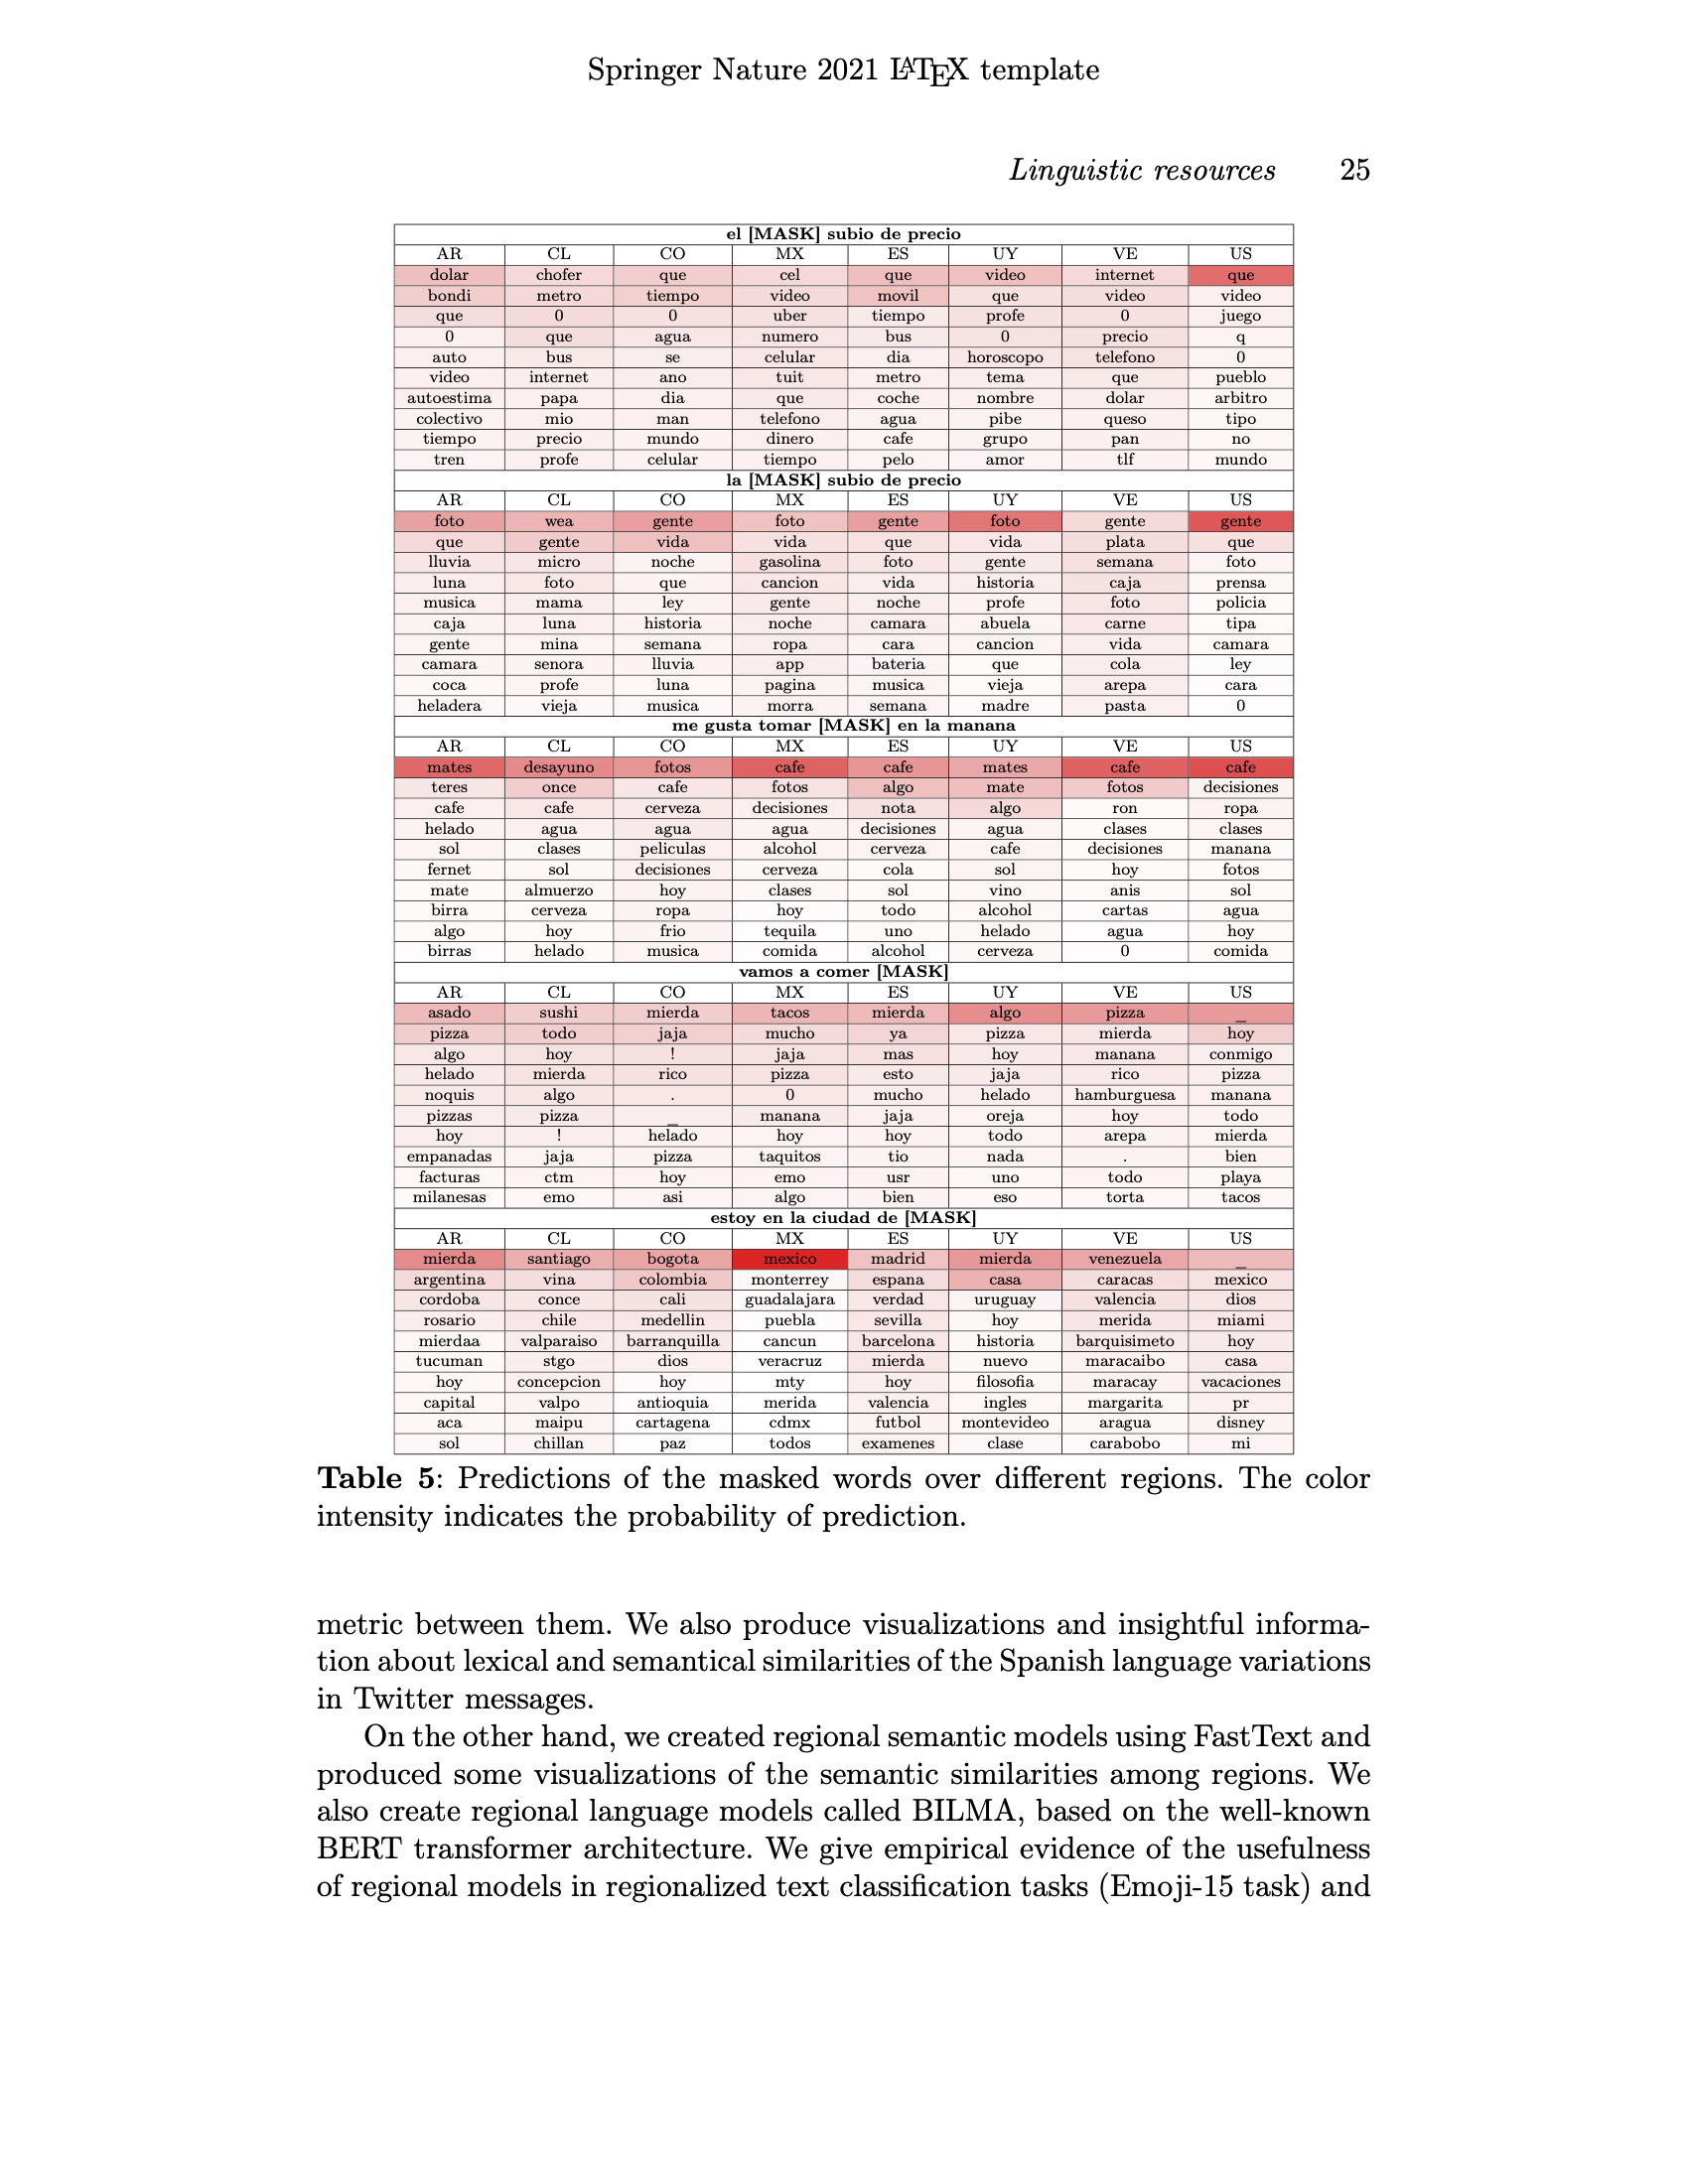 Springer Nature 2021 LATEX template
Linguistic resources 25
el [MASK] subio de precio
AR CL CO MX ES UY VE US
dolar chofer que cel que video internet que
bondi metro tiempo video movil que video video
que 0 0 uber tiempo profe 0 juego
0 que agua numero bus 0 precio q
auto bus se celular dia horoscopo telefono 0
video internet ano tuit metro tema que pueblo
autoestima papa dia que coche nombre dolar arbitro
colectivo mio man telefono agua pibe queso tipo
tiempo precio mundo dinero cafe grupo pan no
tren profe celular tiempo pelo amor tlf mundo
la [MASK] subio de precio
AR CL CO MX ES UY VE US
foto wea gente foto gente foto gente gente
que gente vida vida que vida plata que
lluvia micro noche gasolina foto gente semana foto
luna foto que cancion vida historia caja prensa
musica mama ley gente noche profe foto policia
caja luna historia noche camara abuela carne tipa
gente mina semana ropa cara cancion vida camara
camara senora lluvia app bateria que cola ley
coca profe luna pagina musica vieja arepa cara
heladera vieja musica morra semana madre pasta 0
me gusta tomar [MASK] en la manana
AR CL CO MX ES UY VE US
mates desayuno fotos cafe cafe mates cafe cafe
teres once cafe fotos algo mate fotos decisiones
cafe cafe cerveza decisiones nota algo ron ropa
helado agua agua agua decisiones agua clases clases
sol clases peliculas alcohol cerveza cafe decisiones manana
fernet sol decisiones cerveza cola sol hoy fotos
mate almuerzo hoy clases sol vino anis sol
birra cerveza ropa hoy todo alcohol cartas agua
algo hoy frio tequila uno helado agua hoy
birras helado musica comida alcohol cerveza 0 comida
vamos a comer [MASK]
AR CL CO MX ES UY VE US
asado sushi mierda tacos mierda algo pizza _
pizza todo jaja mucho ya pizza mierda hoy
algo hoy ! jaja mas hoy manana conmigo
helado mierda rico pizza esto jaja rico pizza
noquis algo . 0 mucho helado hamburguesa manana
pizzas pizza _ manana jaja oreja hoy todo
hoy ! helado hoy hoy todo arepa mierda
empanadas jaja pizza taquitos tio nada . bien
facturas ctm hoy emo usr uno todo playa
milanesas emo asi algo bien eso torta tacos
estoy en la ciudad de [MASK]
AR CL CO MX ES UY VE US
mierda santiago bogota mexico madrid mierda venezuela _
argentina vina colombia monterrey espana casa caracas mexico
cordoba conce cali guadalajara verdad uruguay valencia dios
rosario chile medellin puebla sevilla hoy merida miami
mierdaa valparaiso barranquilla cancun barcelona historia barquisimeto hoy
tucuman stgo dios veracruz mierda nuevo maracaibo casa
hoy concepcion hoy mty hoy filosofia maracay vacaciones
capital valpo antioquia merida valencia ingles margarita pr
aca maipu cartagena cdmx futbol montevideo aragua disney
sol chillan paz todos examenes clase carabobo mi
Table 5: Predictions of the masked words over different regions. The color
intensity indicates the probability of prediction.
metric between them. We also produce visualizations and insightful informa-
tion about lexical and semantical similarities of the Spanish language variations
in Twitter messages.
On the other hand, we created regional semantic models using FastText and
produced some visualizations of the semantic similarities among regions. We
also create regional language models called BILMA, based on the well-known
BERT transformer architecture. We give empirical evidence of the usefulness
of regional models in regionalized text classification tasks (Emoji-15 task) and